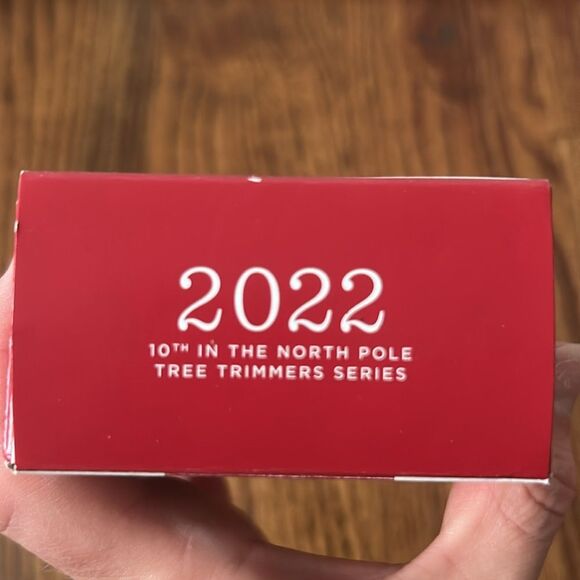 2022
10TH IN THE NORTH POLE
TREE TRIMMERS SERIES